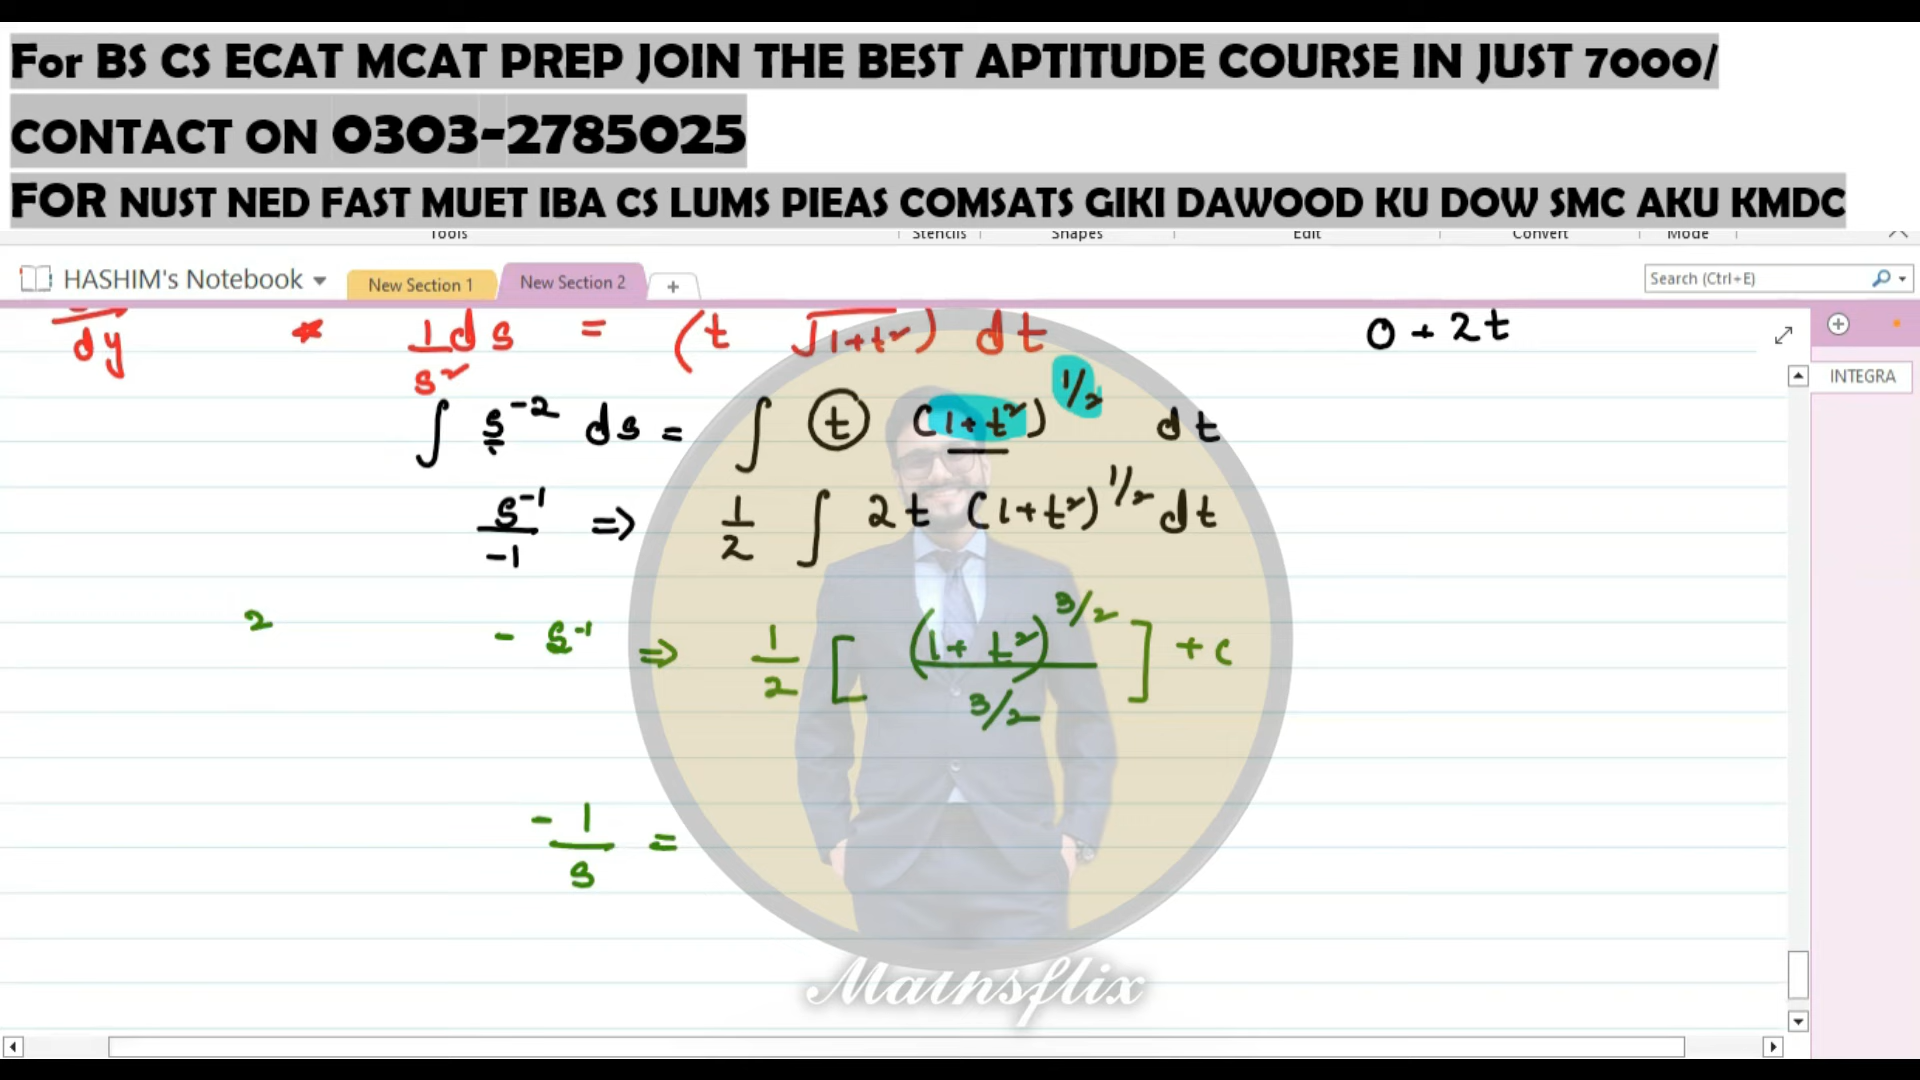 For BS CS ECAT MCAT PREP JOIN THE BEST APTITUDE COURSE IN JUST 7000/
CONTACT ON 0303-2785025
FOR NUST NED FAST MUET IBA CS LUMS PIEAS COMSATS GIKI DAWOOD KU DOW SMC AKU KMDC
Tools Stencils Shapes Edit Convert Mode
HASHIM's Notebook New Section 1 New Section 2 + Search (Ctrl+E)
dy * 1/s² ds = (t √1+t²) dt 0 + 2t
INTEGRA
∫ s⁻² ds = ∫ t (1+t²)^1/2 dt
s⁻¹/-1 => 1/2 ∫ 2t (1+t²)^1/2 dt
2 - s⁻¹ => 1/2 [ (1+t²)^3/2 / 3/2 ] + c
- 1/s =
Mathsflix